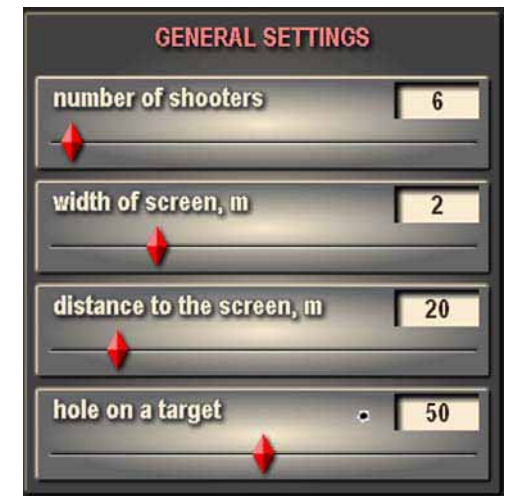 GENERAL SETTINGS
number of shooters 6
width of screen, m 2
distance to the screen, m 20
hole on a target 50